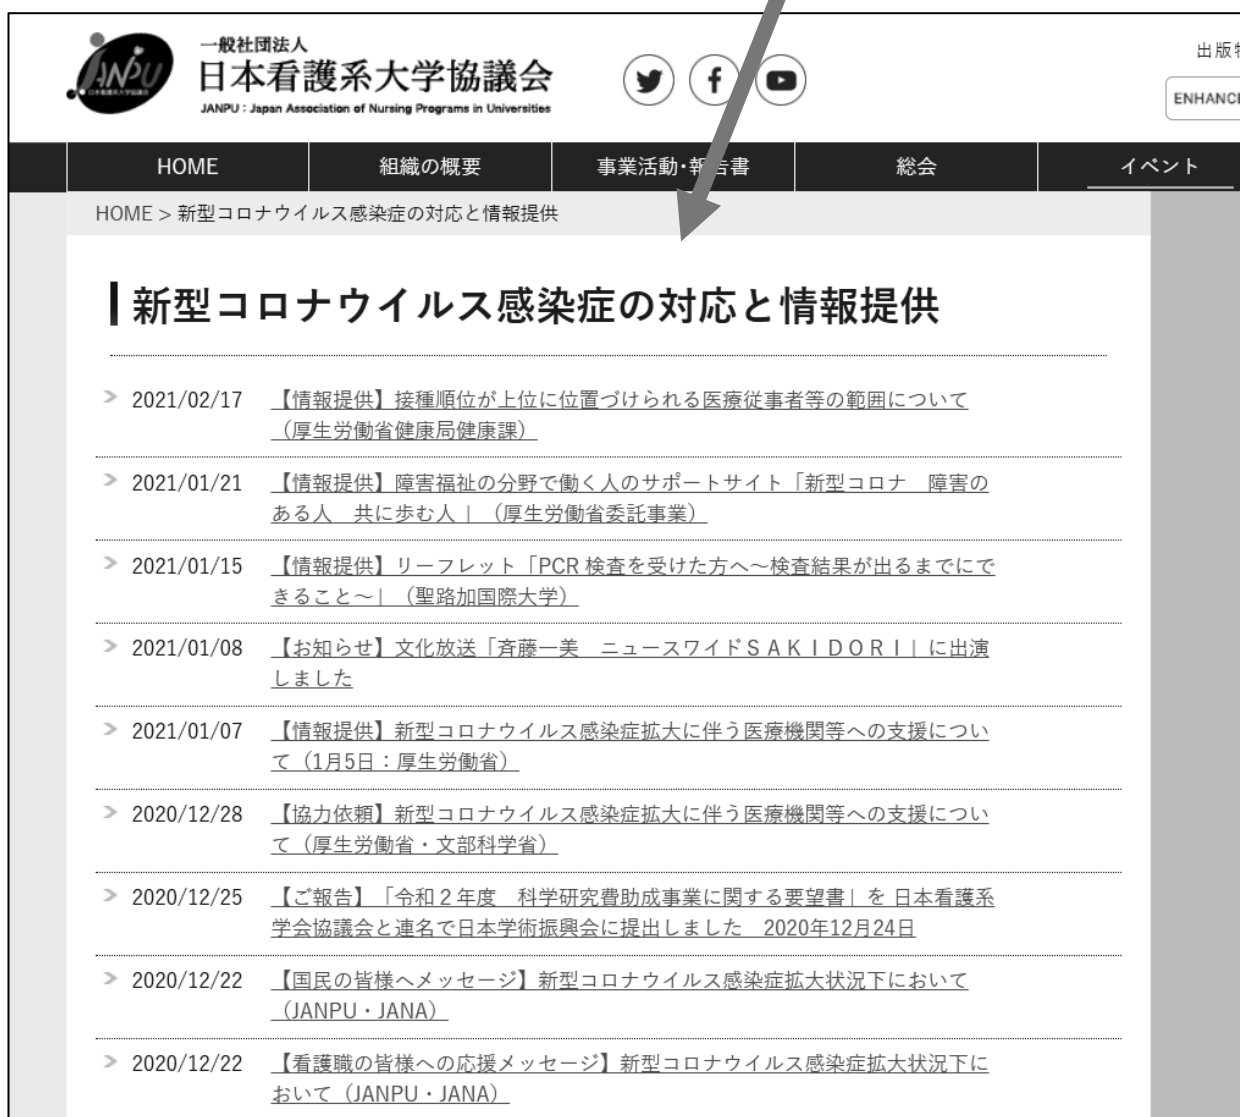 JANPU
日本看護系大学協議会
一般社団法人
日本看護系大学協議会
JANPU : Japan Association of Nursing Programs in Universities
出版
ENHANCE
HOME
組織の概要
事業活動・報告書
総会
イベント
HOME > 新型コロナウイルス感染症の対応と情報提供
新型コロナウイルス感染症の対応と情報提供
2021/02/17 【情報提供】接種順位が上位に位置づけられる医療従事者等の範囲について
（厚生労働省健康局健康課）
2021/01/21 【情報提供】障害福祉の分野で働く人のサポートサイト「新型コロナ　障害の
ある人　共に歩む人」（厚生労働省委託事業）
2021/01/15 【情報提供】リーフレット「PCR 検査を受けた方へ～検査結果が出るまでにで
きること～」（聖路加国際大学）
2021/01/08 【お知らせ】文化放送「斉藤一美　ニュースワイドＳＡＫＩＤＯＲＩ」に出演
しました
2021/01/07 【情報提供】新型コロナウイルス感染症拡大に伴う医療機関等への支援につい
て（1月5日：厚生労働省）
2020/12/28 【協力依頼】新型コロナウイルス感染症拡大に伴う医療機関等への支援につい
て（厚生労働省・文部科学省）
2020/12/25 【ご報告】「令和２年度　科学研究費助成事業に関する要望書」を 日本看護系
学会協議会と連名で日本学術振興会に提出しました　2020年12月24日
2020/12/22 【国民の皆様へメッセージ】新型コロナウイルス感染症拡大状況下において
（JANPU・JANA）
2020/12/22 【看護職の皆様への応援メッセージ】新型コロナウイルス感染症拡大状況下に
おいて（JANPU・JANA）